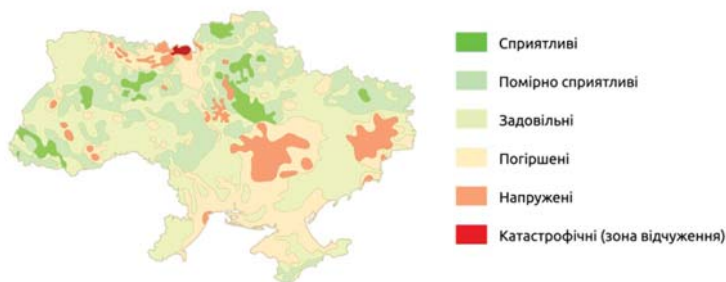 Сприятливі
Помірно сприятливі
Задовільні
Погіршені
Напружені
Катастрофічні (зона відчуження)